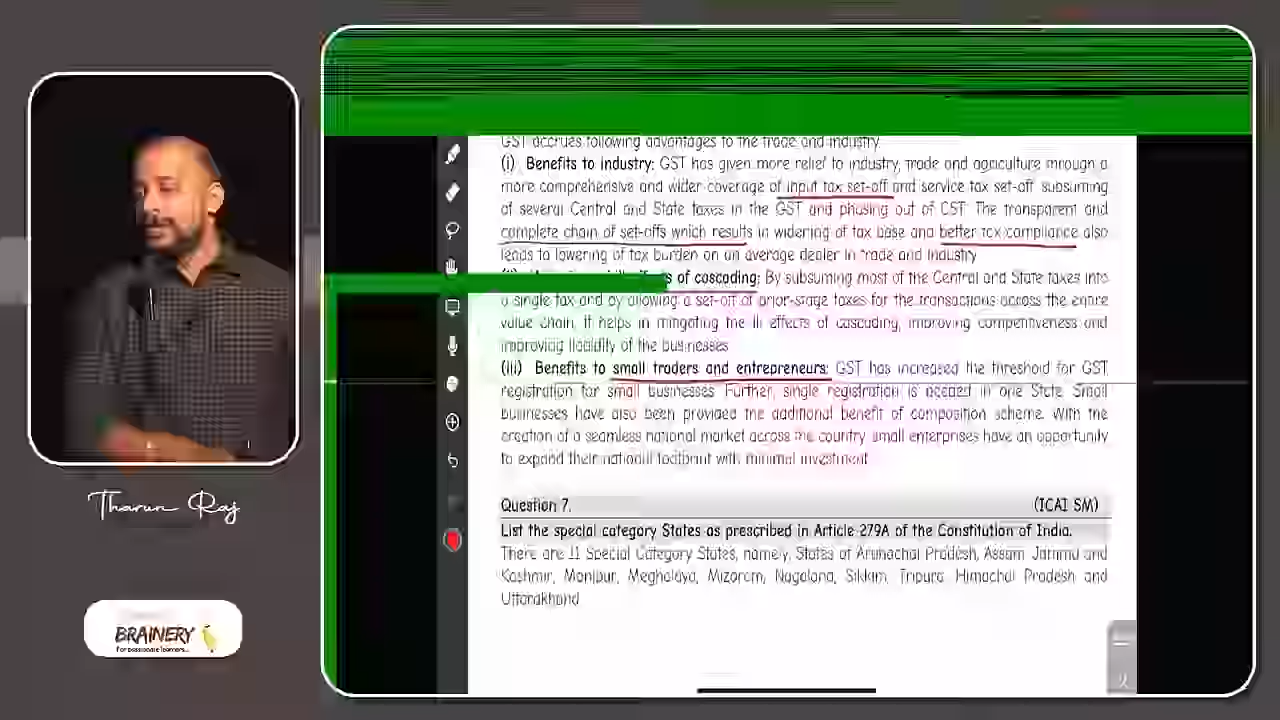 GST accrues following advantages to the trade and industry
(i) Benefits to industry: GST has given more relief to industry, trade and agriculture through a
more comprehensive and wider coverage of input tax set-off and service tax set-off, subsuming
of several Central and State taxes in the GST and phasing out of CST. The transparent and
complete chain of set-offs which results in widening of tax base and better tax compliance also
leads to lowering of tax burden on an average dealer in trade and industry
of cascading: By subsuming most of the Central and State taxes into
a single tax and by allowing a set-off of prior-stage taxes for the transactions across the entire
value chain, it helps in mitigating the ill effects of cascading, improving competitiveness and
improving liquidity of the businesses
(iii) Benefits to small traders and entrepreneurs: GST has increased the threshold for GST
registration for small businesses. Further, single registration is needed in one State. Small
businesses have also been provided the additional benefit of composition scheme. With the
creation of a seamless national market across the country, small enterprises have an opportunity
to expand their national footprint with minimal investment
Question 7. (ICAI SM)
List the special category States as prescribed in Article 279A of the Constitution of India.
There are 11 Special Category States, namely, States of Arunachal Pradesh, Assam, Jammu and
Kashmir, Manipur, Meghalaya, Mizoram, Nagaland, Sikkim, Tripura, Himachal Pradesh and
Uttarakhand
Tharun Raj
BRAINERY
For passionate learners...